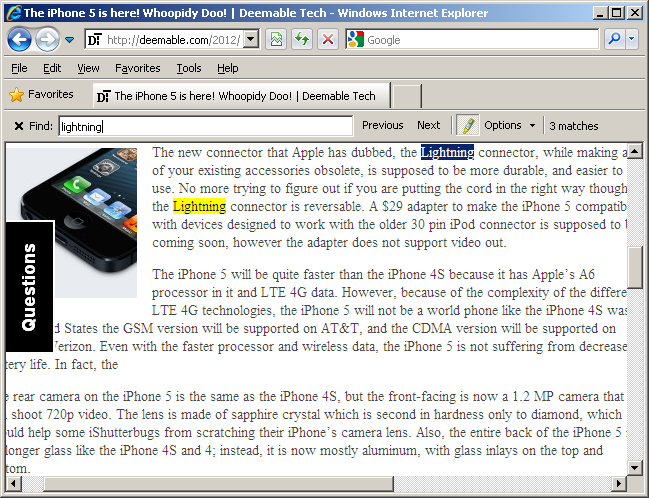 The iPhone 5 is here! Whoopidy Doo! | Deemable Tech - Windows Internet Explorer
http://deemable.com/2012/ Google
File Edit View Favorites Tools Help
Favorites The iPhone 5 is here! Whoopidy Doo! | Deemable Tech
Find: lightning Previous Next Options 3 matches
The new connector that Apple has dubbed, the Lightning connector, while making a
of your existing accessories obsolete, is supposed to be more durable, and easier to
use. No more trying to figure out if you are putting the cord in the right way though
the Lightning connector is reversable. A $29 adapter to make the iPhone 5 compatib
with devices designed to work with the older 30 pin iPod connector is supposed to b
coming soon, however the adapter does not support video out.
Questions
The iPhone 5 will be quite faster than the iPhone 4S because it has Apple's A6
processor in it and LTE 4G data. However, because of the complexity of the differe
LTE 4G technologies, the iPhone 5 will not be a world phone like the iPhone 4S was
d States the GSM version will be supported on AT&T, and the CDMA version will be supported on
erizon. Even with the faster processor and wireless data, the iPhone 5 is not suffering from decrease
tery life. In fact, the
e rear camera on the iPhone 5 is the same as the iPhone 4S, but the front-facing is now a 1.2 MP camera that
shoot 720p video. The lens is made of sapphire crystal which is second in hardness only to diamond, which
uld help some iShutterbugs from scratching their iPhone's camera lens. Also, the entire back of the iPhone 5
longer glass like the iPhone 4S and 4; instead, it is now mostly aluminum, with glass inlays on the top and
tom.